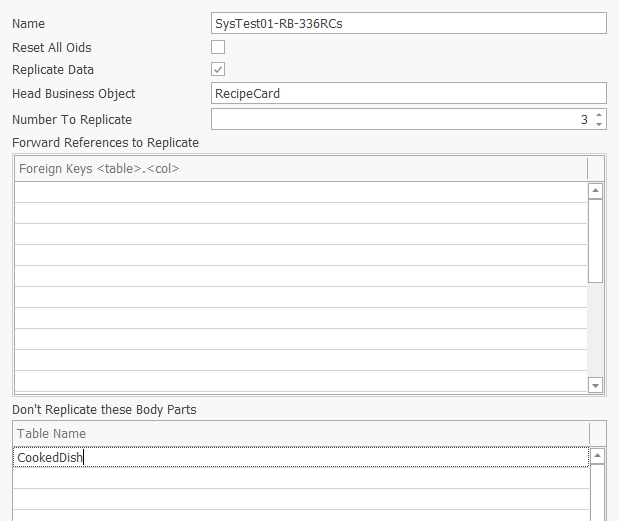 Name SysTest01-RB-336RCs
Reset All Oids
Replicate Data
Head Business Object RecipeCard
Number To Replicate 3
Forward References to Replicate
Foreign Keys <table>.<col>
Don't Replicate these Body Parts
Table Name
CookedDish